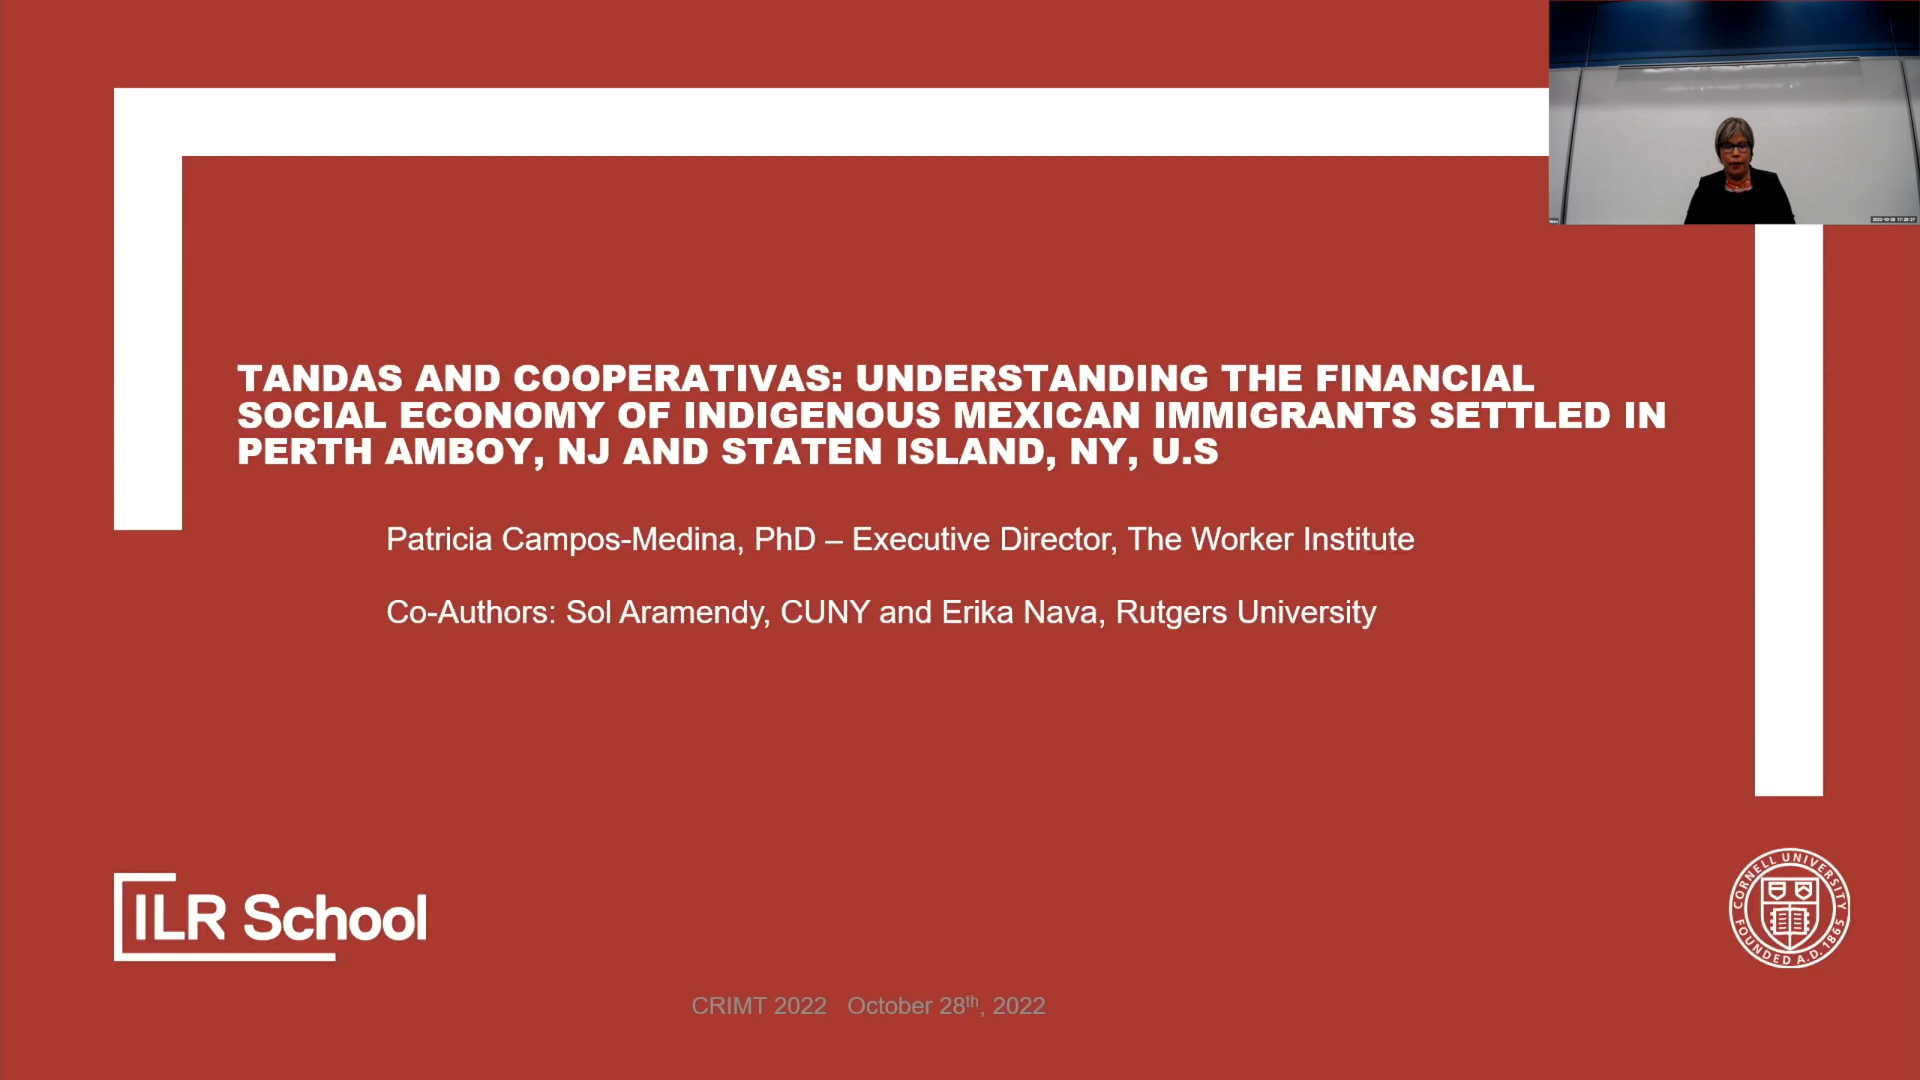 TANDAS AND COOPERATIVAS: UNDERSTANDING THE FINANCIAL
SOCIAL ECONOMY OF INDIGENOUS MEXICAN IMMIGRANTS SETTLED IN
PERTH AMBOY, NJ AND STATEN ISLAND, NY, U.S
Patricia Campos-Medina, PhD – Executive Director, The Worker Institute
Co-Authors: Sol Aramendy, CUNY and Erika Nava, Rutgers University
ILR School
CORNELL UNIVERSITY
FOUNDED A.D. 1865
CRIMT 2022 October 28th, 2022